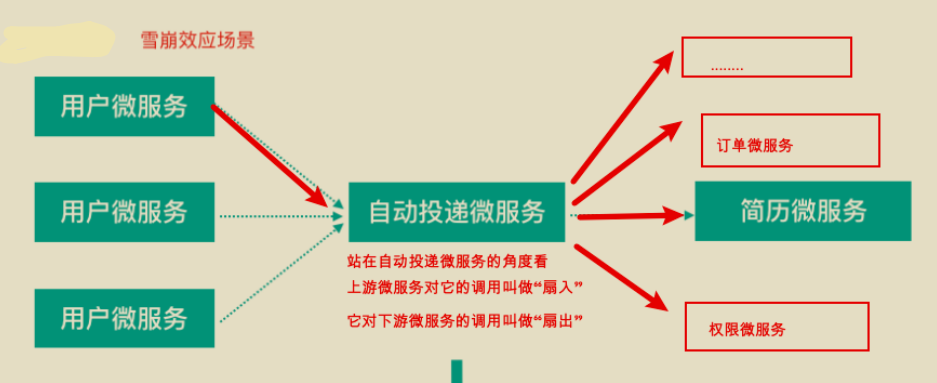 雪崩效应场景
用户微服务
用户微服务
用户微服务
自动投递微服务
站在自动投递微服务的角度看
上游微服务对它的调用叫做“扇入”
它对下游微服务的调用叫做“扇出”
........
订单微服务
简历微服务
权限微服务